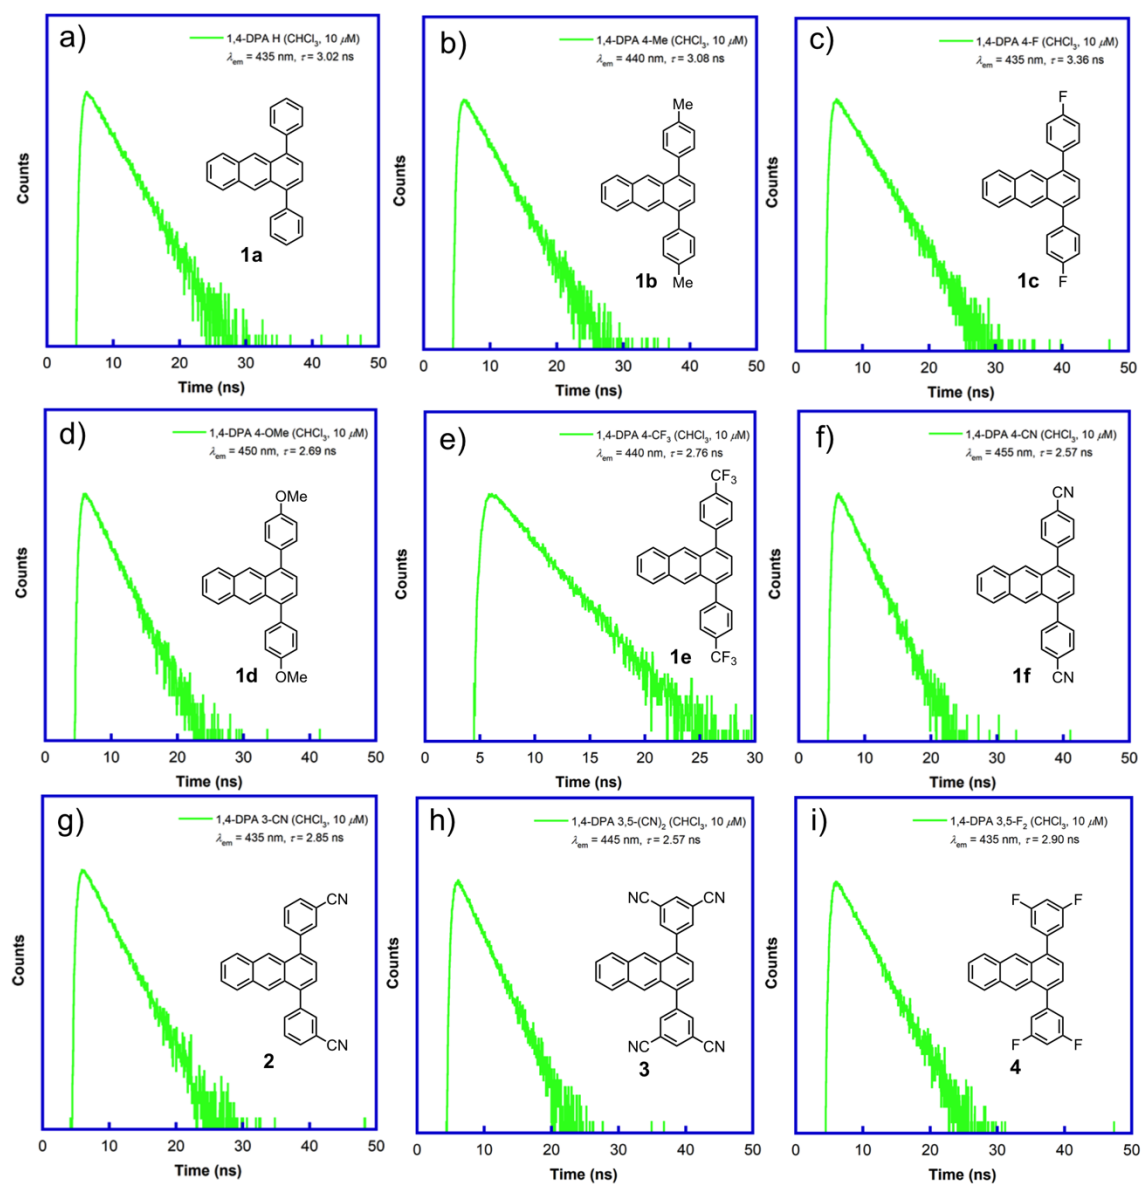 a)
1,4-DPA H (CHCl₃, 10 μM)
λem = 435 nm, τ = 3.02 ns
Counts
1a
0 10 20 30 40 50
Time (ns)
b)
1,4-DPA 4-Me (CHCl₃, 10 μM)
λem = 440 nm, τ = 3.08 ns
Me
Counts
1b
Me
0 10 20 30 40 50
Time (ns)
c)
1,4-DPA 4-F (CHCl₃, 10 μM)
λem = 435 nm, τ = 3.36 ns
F
Counts
1c
F
0 10 20 30 40 50
Time (ns)
d)
1,4-DPA 4-OMe (CHCl₃, 10 μM)
λem = 450 nm, τ = 2.69 ns
OMe
Counts
1d
OMe
0 10 20 30 40 50
Time (ns)
e)
1,4-DPA 4-CF₃ (CHCl₃, 10 μM)
λem = 440 nm, τ = 2.76 ns
CF₃
Counts
1e
CF₃
0 5 10 15 20 25 30
Time (ns)
f)
1,4-DPA 4-CN (CHCl₃, 10 μM)
λem = 455 nm, τ = 2.57 ns
CN
Counts
1f
CN
0 10 20 30 40 50
Time (ns)
g)
1,4-DPA 3-CN (CHCl₃, 10 μM)
λem = 435 nm, τ = 2.85 ns
CN
Counts
2
CN
0 10 20 30 40 50
Time (ns)
h)
1,4-DPA 3,5-(CN)₂ (CHCl₃, 10 μM)
λem = 445 nm, τ = 2.57 ns
NC CN
Counts
NC CN
3
0 10 20 30 40 50
Time (ns)
i)
1,4-DPA 3,5-F₂ (CHCl₃, 10 μM)
λem = 435 nm, τ = 2.90 ns
F F
Counts
F F
4
0 10 20 30 40 50
Time (ns)